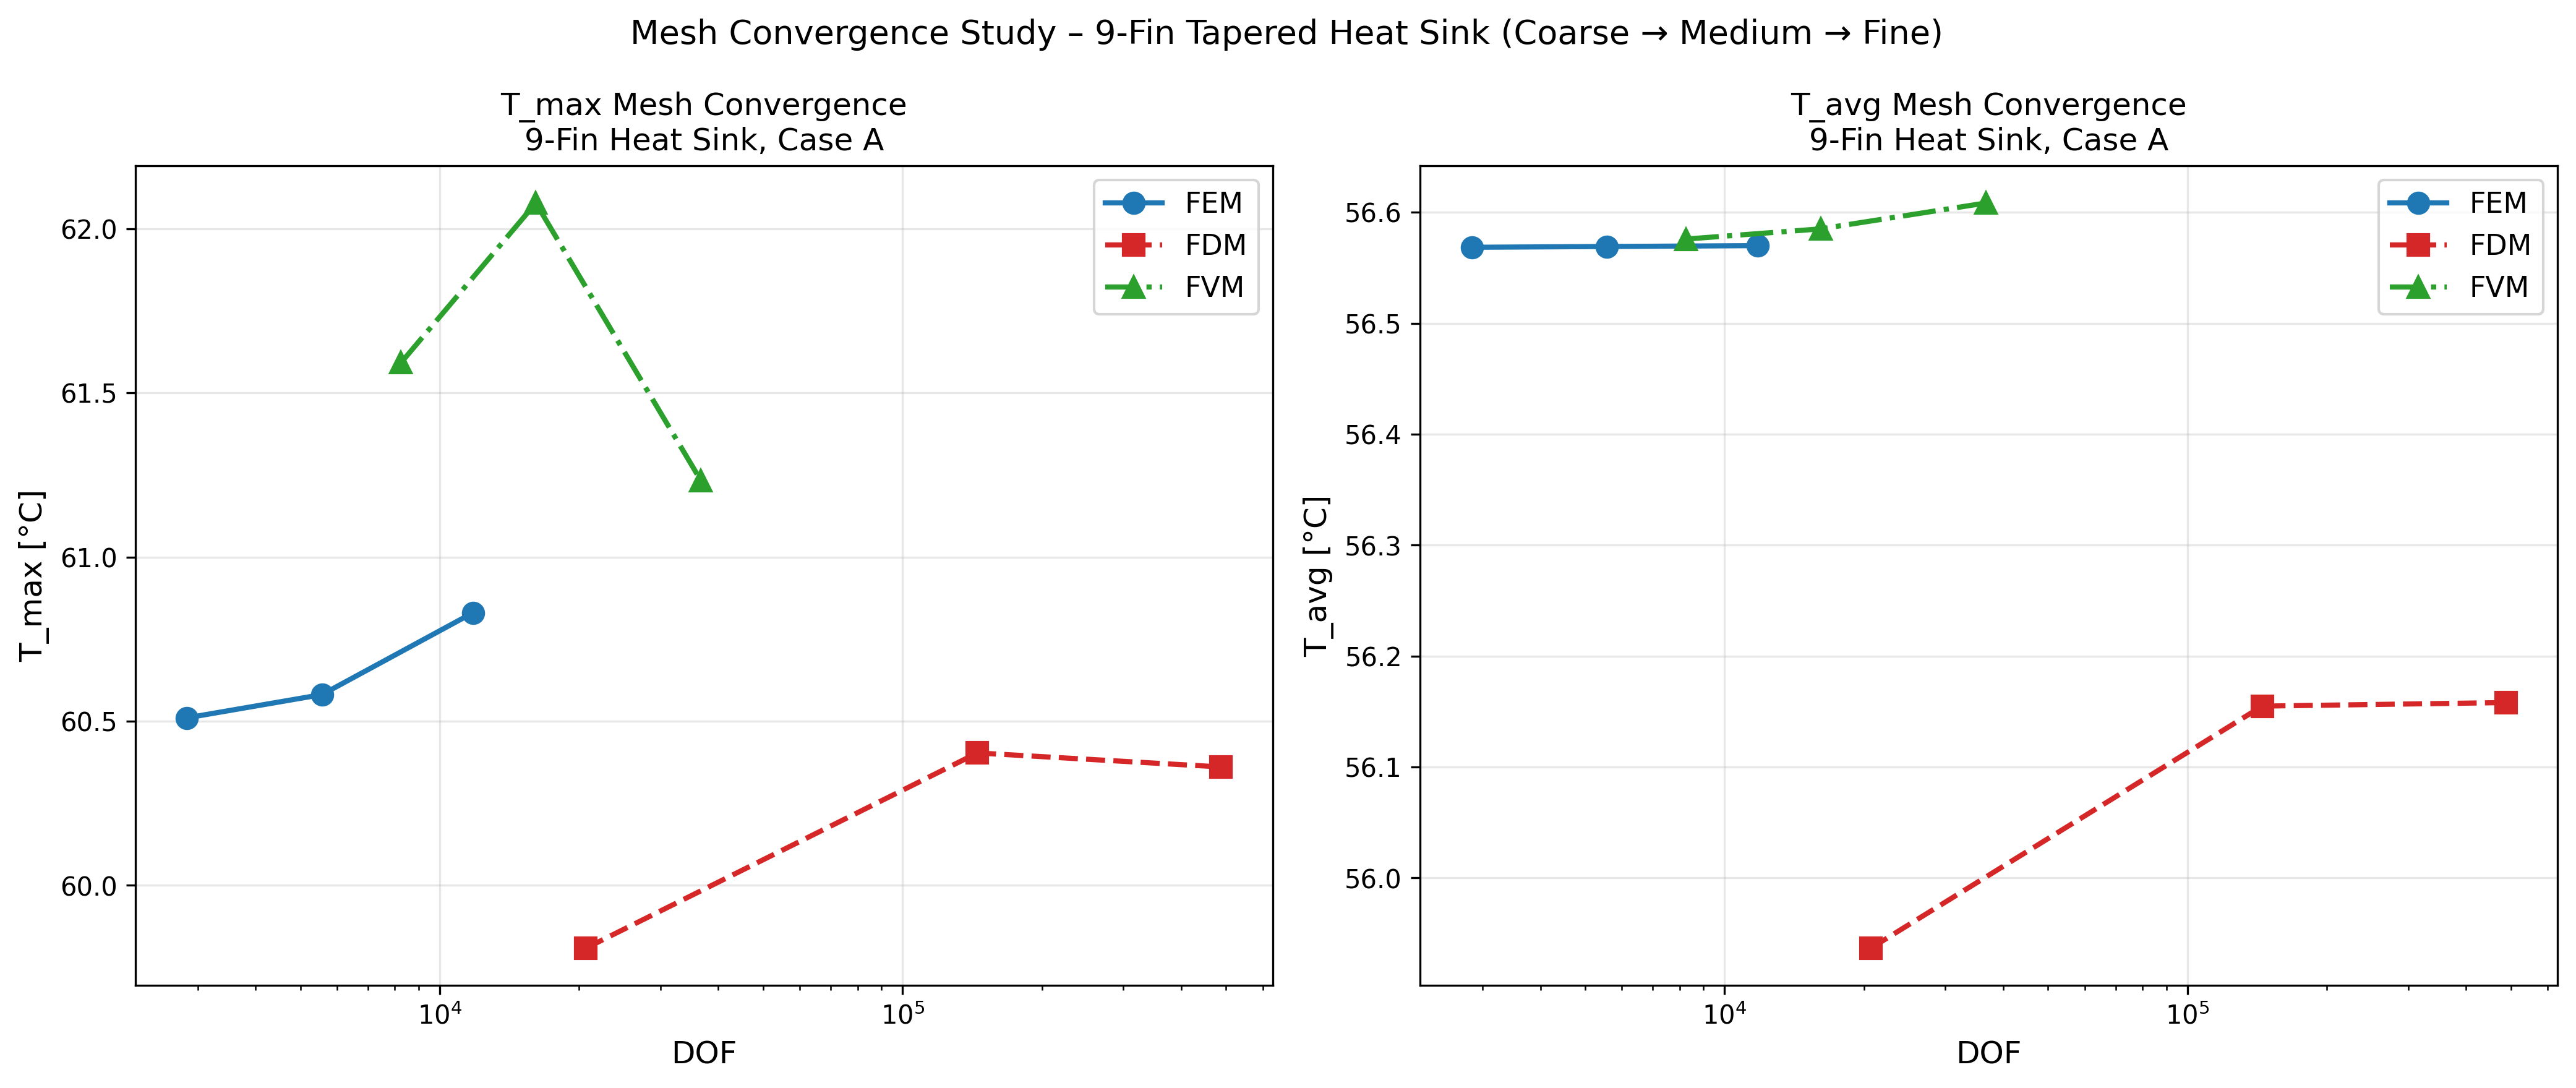 Mesh Convergence Study – 9-Fin Tapered Heat Sink (Coarse → Medium → Fine)
T_max Mesh Convergence
9-Fin Heat Sink, Case A
62.0
61.5
61.0
60.5
60.0
T_max [°C]
10⁴
10⁵
DOF
FEM
FDM
FVM
T_avg Mesh Convergence
9-Fin Heat Sink, Case A
56.6
56.5
56.4
56.3
56.2
56.1
56.0
T_avg [°C]
10⁴
10⁵
DOF
FEM
FDM
FVM